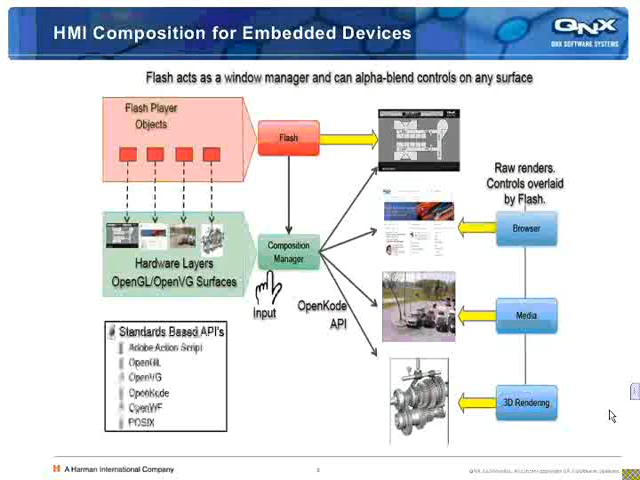 HMI Composition for Embedded Devices
QNX
QNX SOFTWARE SYSTEMS
Flash acts as a window manager and can alpha-blend controls on any surface
Flash Player
Objects
Flash
Raw renders.
Controls overlaid
by Flash.
Browser
Composition
Manager
Hardware Layers
OpenGL/OpenVG Surfaces
Input
OpenKode
API
Media
Standards Based API's
Adobe Action Script
OpenGL
OpenVG
OpenKode
OpenWF
POSIX
3D Rendering
A Harman International Company